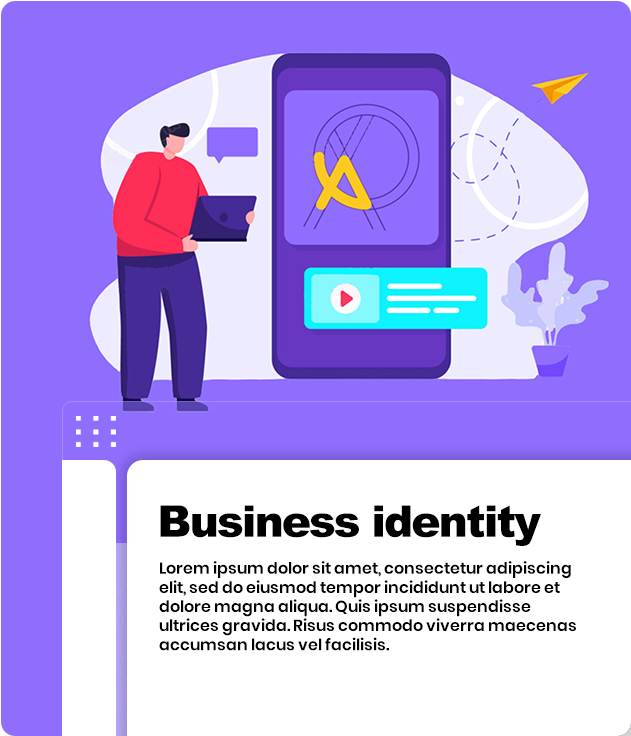 Business identity
Lorem ipsum dolor sit amet, consectetur adipiscing
elit, sed do eiusmod tempor incididunt ut labore et
dolore magna aliqua. Quis ipsum suspendisse
ultrices gravida. Risus commodo viverra maecenas
accumsan lacus vel facilisis.